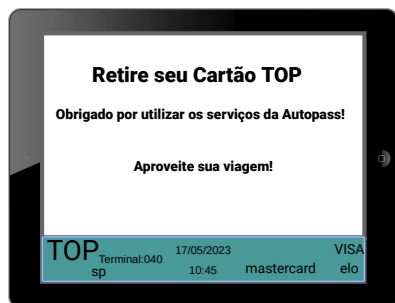 Retire seu Cartão TOP
Obrigado por utilizar os serviços da Autopass!
Aproveite sua viagem!
TOP Terminal:040 17/05/2023 VISA
sp 10:45 mastercard elo